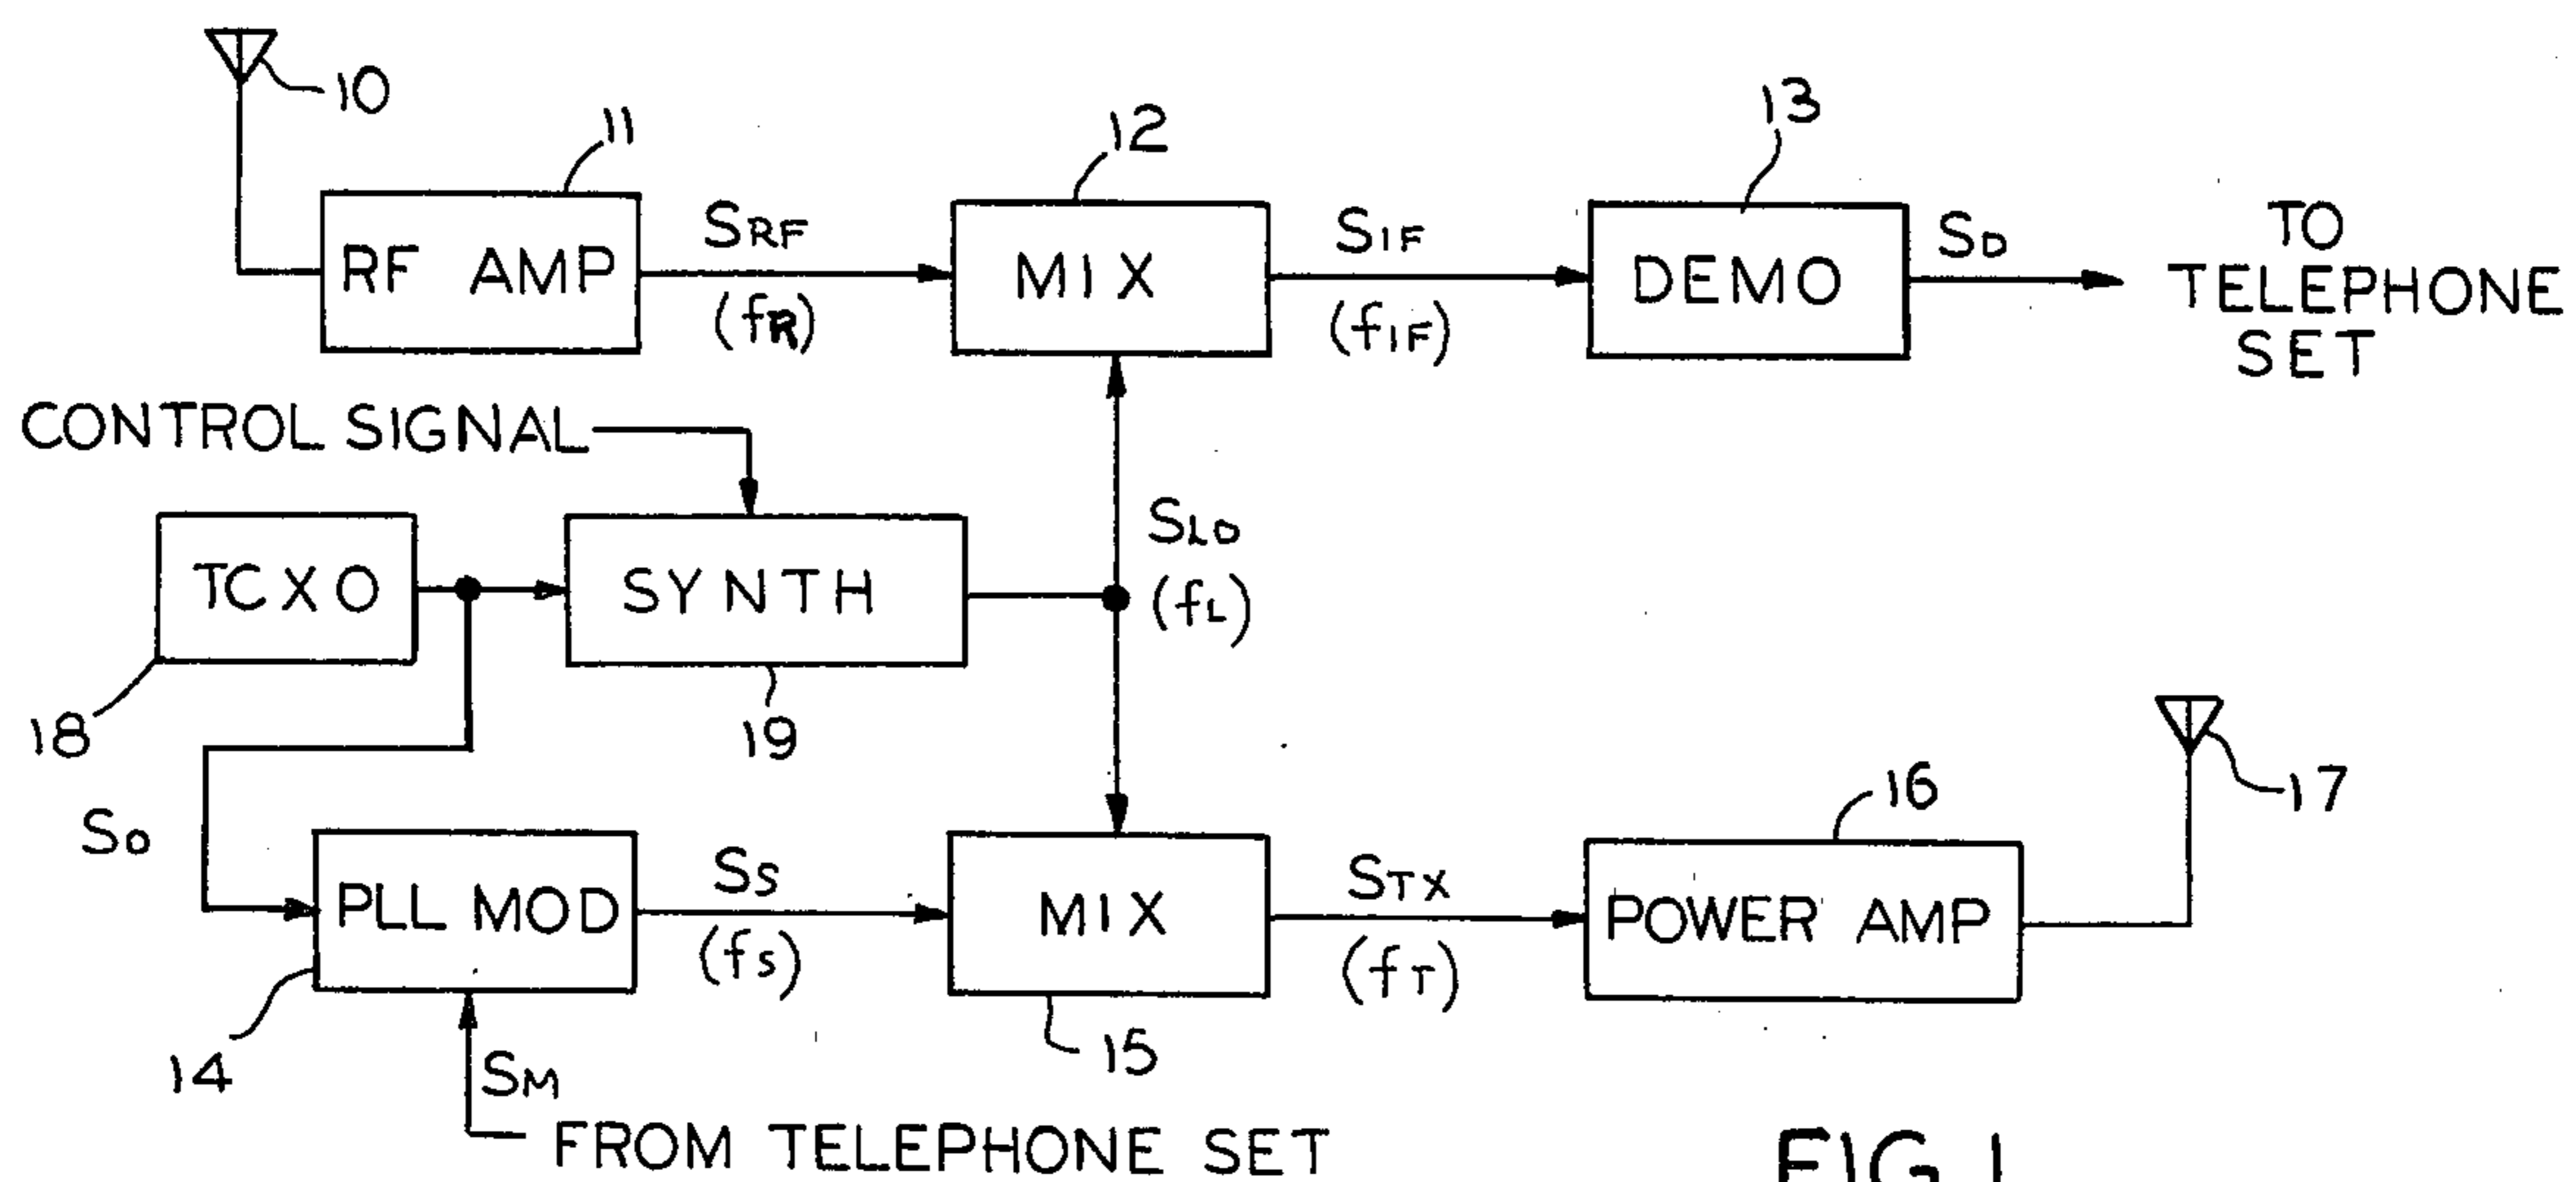 10
11
12
13
RF AMP
SRF
(fR)
MIX
SIF
(fIF)
DEMO
SD
TO
TELEPHONE
SET
CONTROL SIGNAL
TCXO
SYNTH
SLO
(fL)
18
19
16
17
SO
PLL MOD
SS
(fS)
MIX
STX
(fT)
POWER AMP
14
SM
15
FROM TELEPHONE SET
FIG. 1